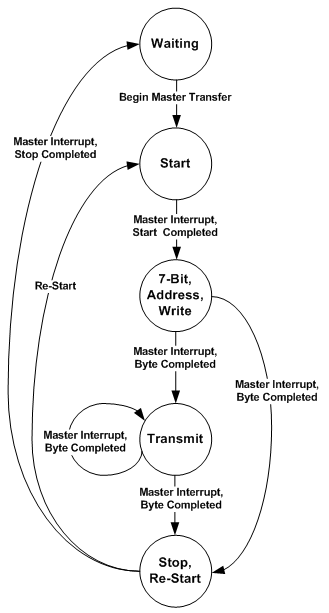 Waiting
Begin Master Transfer
Master Interrupt,
Stop Completed
Start
Master Interrupt,
Start Completed
Re-Start
7-Bit,
Address,
Write
Master Interrupt,
Byte Completed
Master Interrupt,
Byte Completed
Master Interrupt,
Byte Completed
Transmit
Master Interrupt,
Byte Completed
Stop,
Re-Start